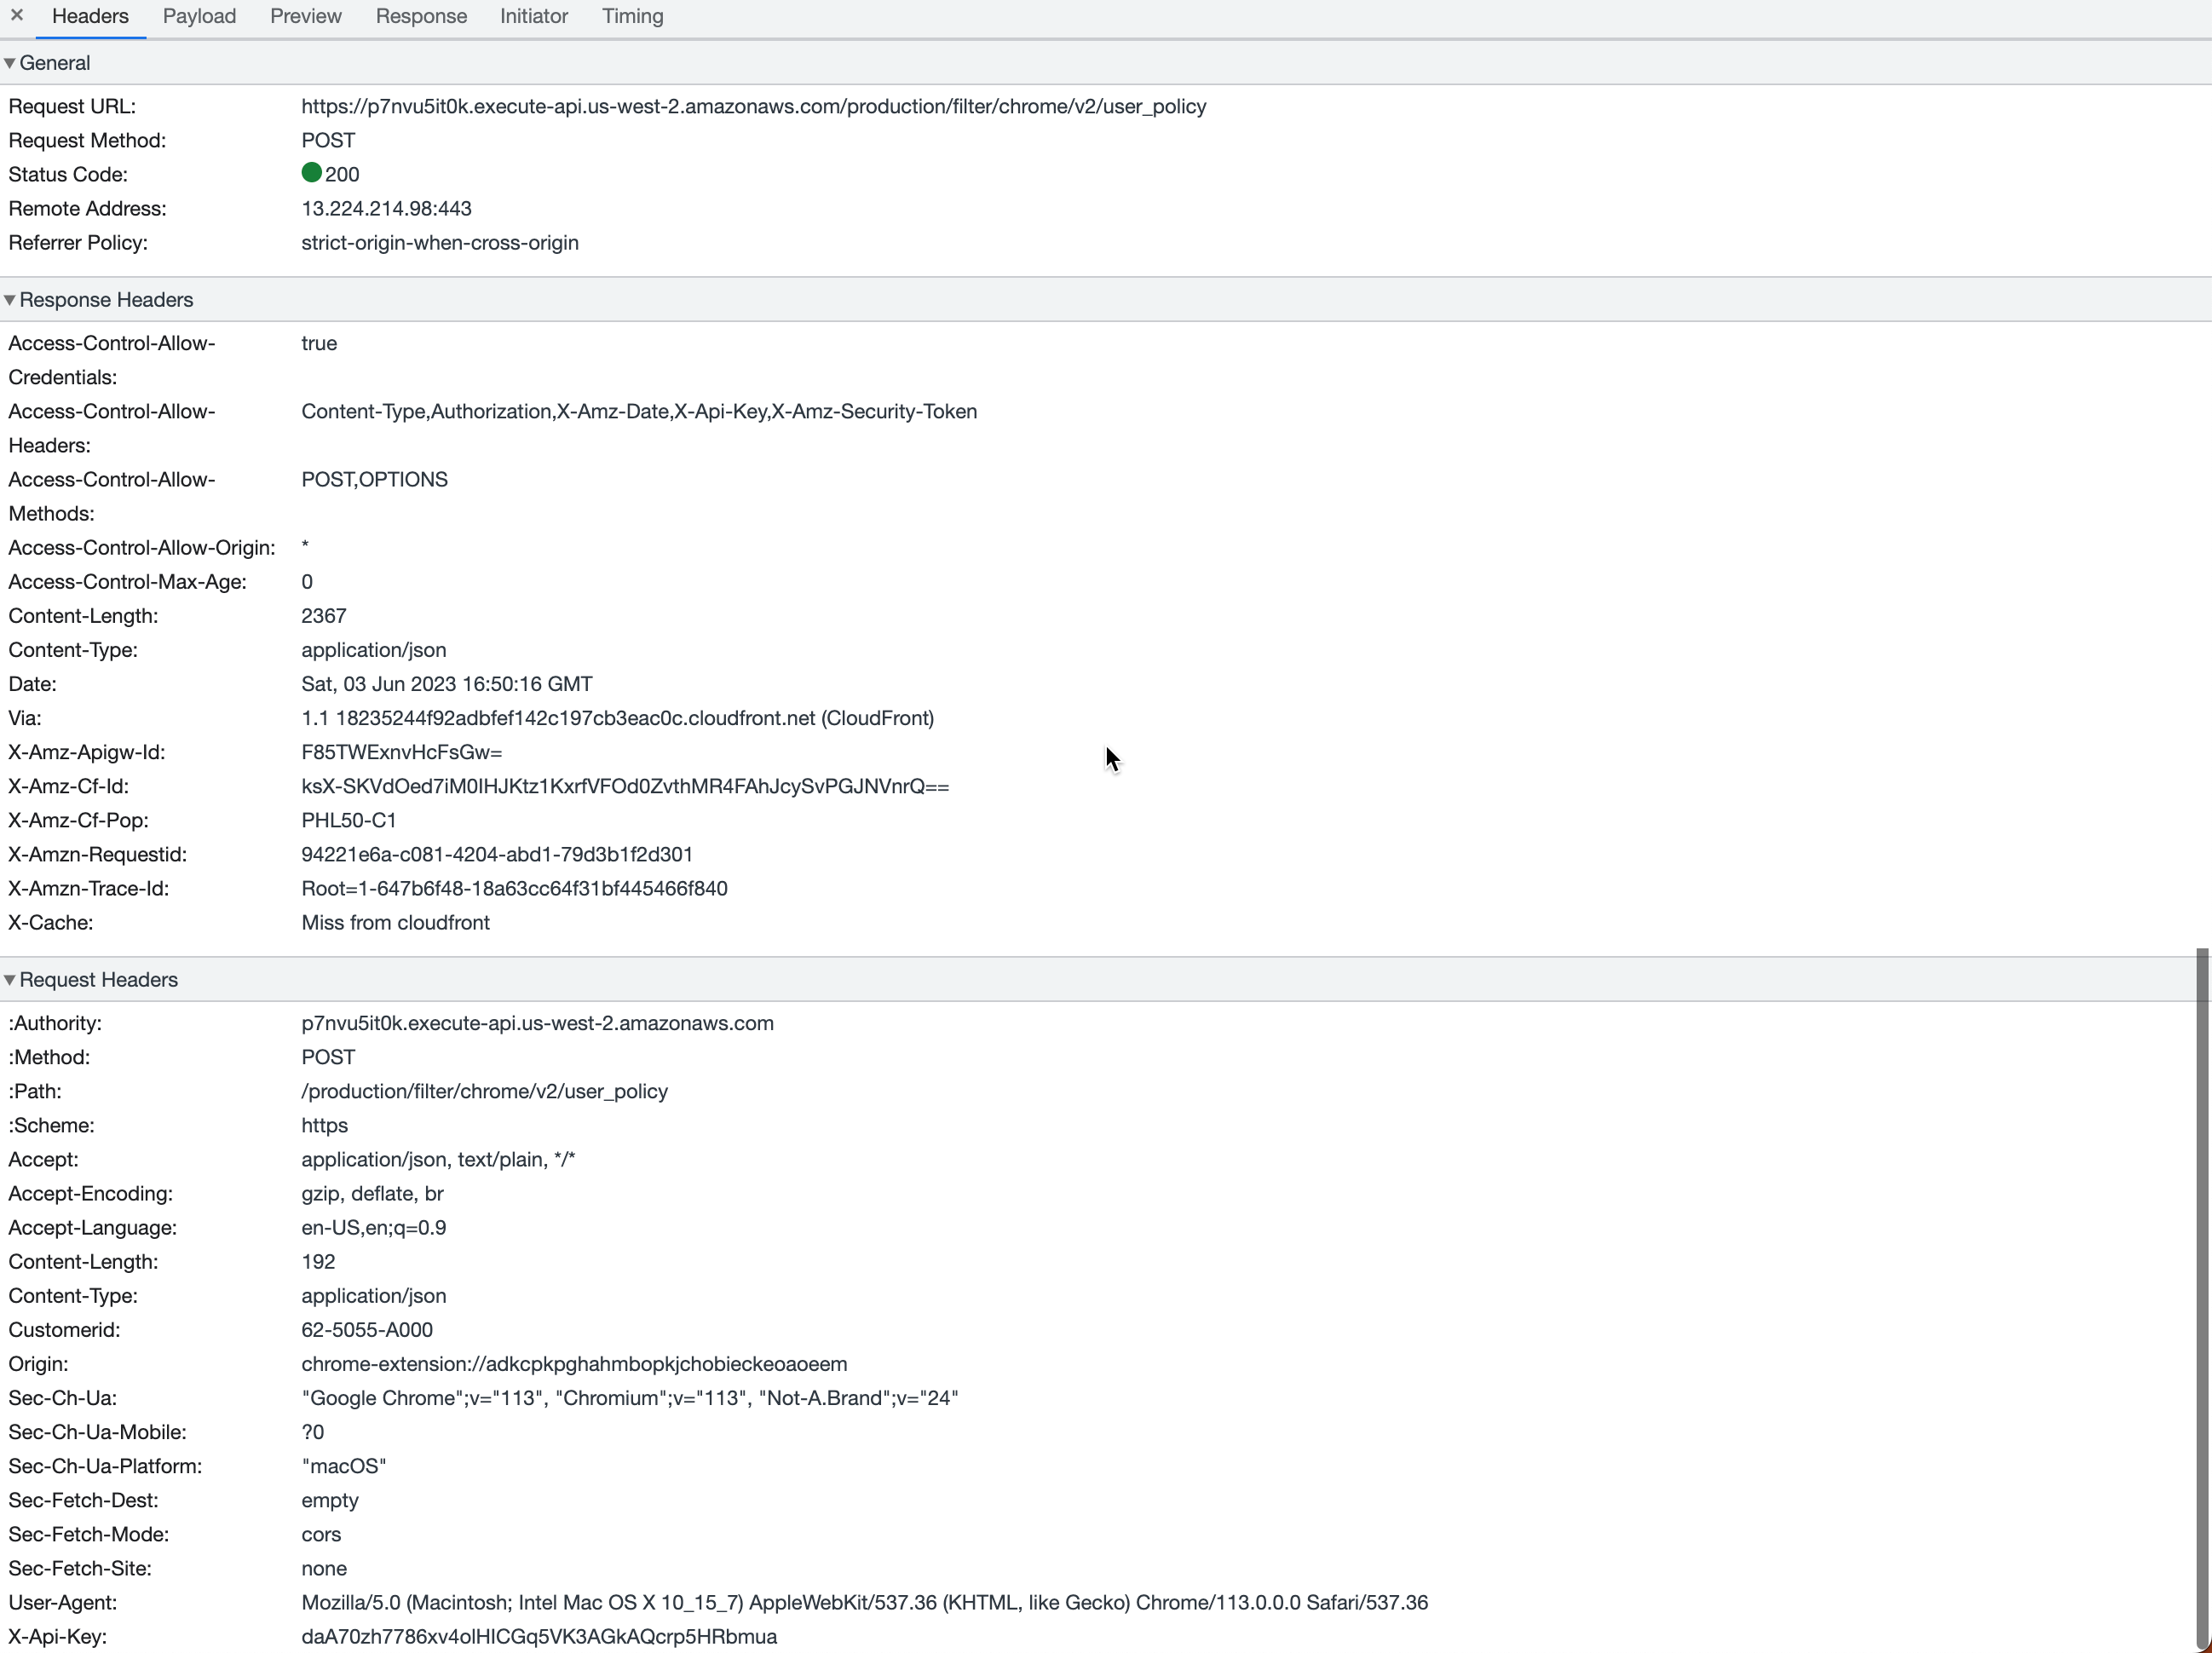 × Headers Payload Preview Response Initiator Timing
▼ General
Request URL: https://p7nvu5it0k.execute-api.us-west-2.amazonaws.com/production/filter/chrome/v2/user_policy
Request Method: POST
Status Code: 200
Remote Address: 13.224.214.98:443
Referrer Policy: strict-origin-when-cross-origin
▼ Response Headers
Access-Control-Allow- true
Credentials:
Access-Control-Allow- Content-Type,Authorization,X-Amz-Date,X-Api-Key,X-Amz-Security-Token
Headers:
Access-Control-Allow- POST,OPTIONS
Methods:
Access-Control-Allow-Origin: *
Access-Control-Max-Age: 0
Content-Length: 2367
Content-Type: application/json
Date: Sat, 03 Jun 2023 16:50:16 GMT
Via: 1.1 18235244f92adbfef142c197cb3eac0c.cloudfront.net (CloudFront)
X-Amz-Apigw-Id: F85TWExnvHcFsGw=
X-Amz-Cf-Id: ksX-SKVdOed7iM0IHJKtz1KxrfVFOd0ZvthMR4FAhJcySvPGJNVnrQ==
X-Amz-Cf-Pop: PHL50-C1
X-Amzn-Requestid: 94221e6a-c081-4204-abd1-79d3b1f2d301
X-Amzn-Trace-Id: Root=1-647b6f48-18a63cc64f31bf445466f840
X-Cache: Miss from cloudfront
▼ Request Headers
:Authority: p7nvu5it0k.execute-api.us-west-2.amazonaws.com
:Method: POST
:Path: /production/filter/chrome/v2/user_policy
:Scheme: https
Accept: application/json, text/plain, */*
Accept-Encoding: gzip, deflate, br
Accept-Language: en-US,en;q=0.9
Content-Length: 192
Content-Type: application/json
Customerid: 62-5055-A000
Origin: chrome-extension://adkcpkpghahmbopkjchobieckeoaoeem
Sec-Ch-Ua: "Google Chrome";v="113", "Chromium";v="113", "Not-A.Brand";v="24"
Sec-Ch-Ua-Mobile: ?0
Sec-Ch-Ua-Platform: "macOS"
Sec-Fetch-Dest: empty
Sec-Fetch-Mode: cors
Sec-Fetch-Site: none
User-Agent: Mozilla/5.0 (Macintosh; Intel Mac OS X 10_15_7) AppleWebKit/537.36 (KHTML, like Gecko) Chrome/113.0.0.0 Safari/537.36
X-Api-Key: daA70zh7786xv4olHICGq5VK3AGkAQcrp5HRbmua